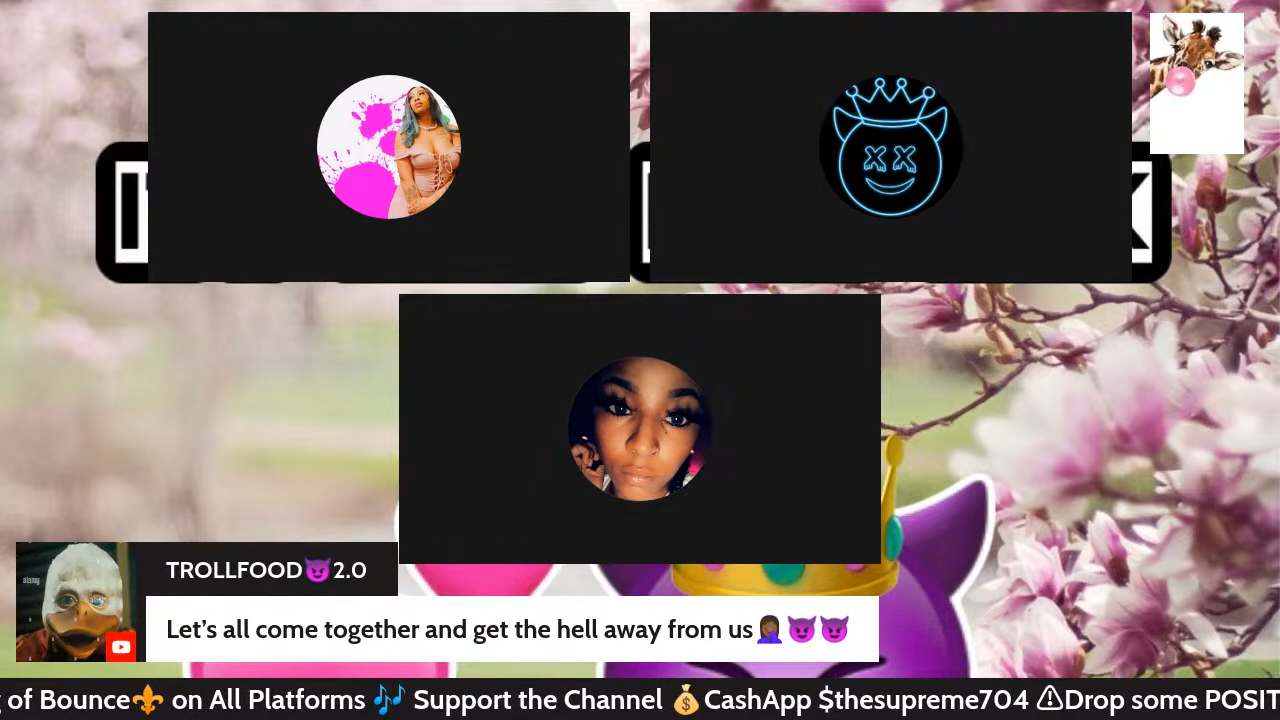 alamy
TROLLFOOD😈2.0
Let’s all come together and get the hell away from us🤦🏾‍♀️😈😈
of Bounce⚜️ on All Platforms 🎶 Support the Channel 💰CashApp $thesupreme704 ⚠Drop some POSIT